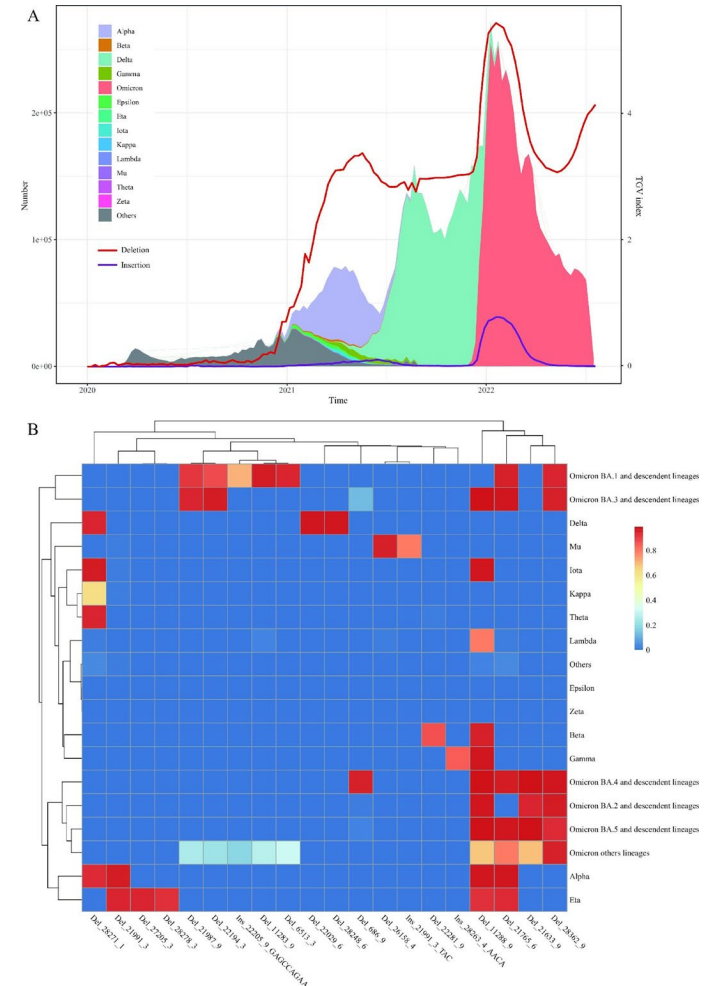 A
Alpha
Beta
Delta
Gamma
Omicron
Epsilon
Eta
Iota
Kappa
Lambda
Mu
Theta
Zeta
Others
Deletion
Insertion
2e+05
1e+05
0e+00
Number
4
2
0
TGV index
2020
2021
2022
Time
B
Omicron BA.1 and descendent lineages
Omicron BA.3 and descendent lineages
Delta
Mu
Iota
Kappa
Theta
Lambda
Others
Epsilon
Zeta
Beta
Gamma
Omicron BA.4 and descendent lineages
Omicron BA.2 and descendent lineages
Omicron BA.5 and descendent lineages
Omicron others lineages
Alpha
Eta
0.8
0.6
0.4
0.2
0
Del_28271_1
Del_21991_3
Del_27205_3
Del_28278_3
Del_21987_9
Del_22194_3
Ins_22205_9_GAGCCAGAA
Del_11283_9
Del_6513_3
Del_22029_6
Del_28248_6
Del_686_9
Del_26158_4
Ins_21991_3_TAC
Del_22281_9
Ins_28263_4_AACA
Del_11288_9
Del_21765_6
Del_21633_9
Del_28362_9